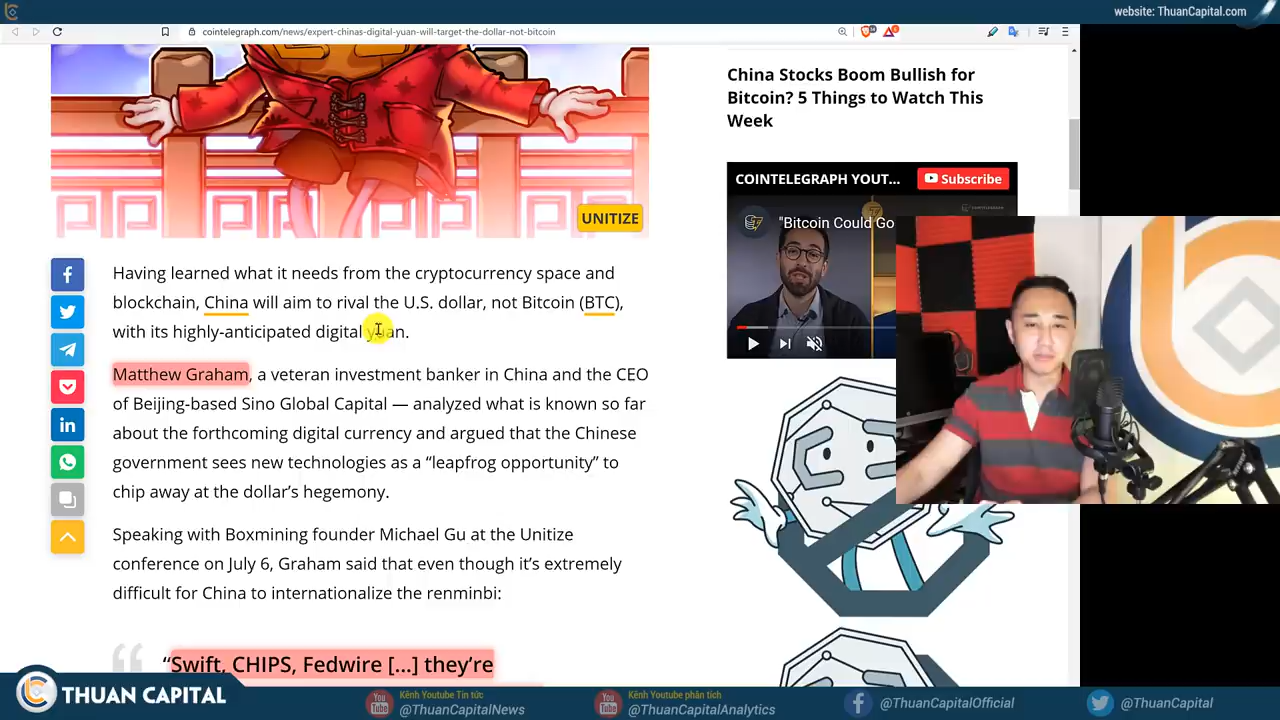 website: ThuanCapital.com
cointelegraph.com/news/expert-chinas-digital-yuan-will-target-the-dollar-not-bitcoin
UNITIZE
Having learned what it needs from the cryptocurrency space and
blockchain, China will aim to rival the U.S. dollar, not Bitcoin (BTC),
with its highly-anticipated digital yuan.
Matthew Graham, a veteran investment banker in China and the CEO
of Beijing-based Sino Global Capital — analyzed what is known so far
about the forthcoming digital currency and argued that the Chinese
government sees new technologies as a “leapfrog opportunity” to
chip away at the dollar’s hegemony.
Speaking with Boxmining founder Michael Gu at the Unitize
conference on July 6, Graham said that even though it’s extremely
difficult for China to internationalize the renminbi:
“Swift, CHIPS, Fedwire [...] they’re
China Stocks Boom Bullish for
Bitcoin? 5 Things to Watch This
Week
COINTELEGRAPH YOUT...
Subscribe
"Bitcoin Could Go
THUAN CAPITAL
You Tube
Kênh Youtube Tin tức:
@ThuanCapitalNews
You Tube
Kênh Youtube phân tích
@ThuanCapitalAnalytics
@ThuanCapitalOfficial
@ThuanCapital